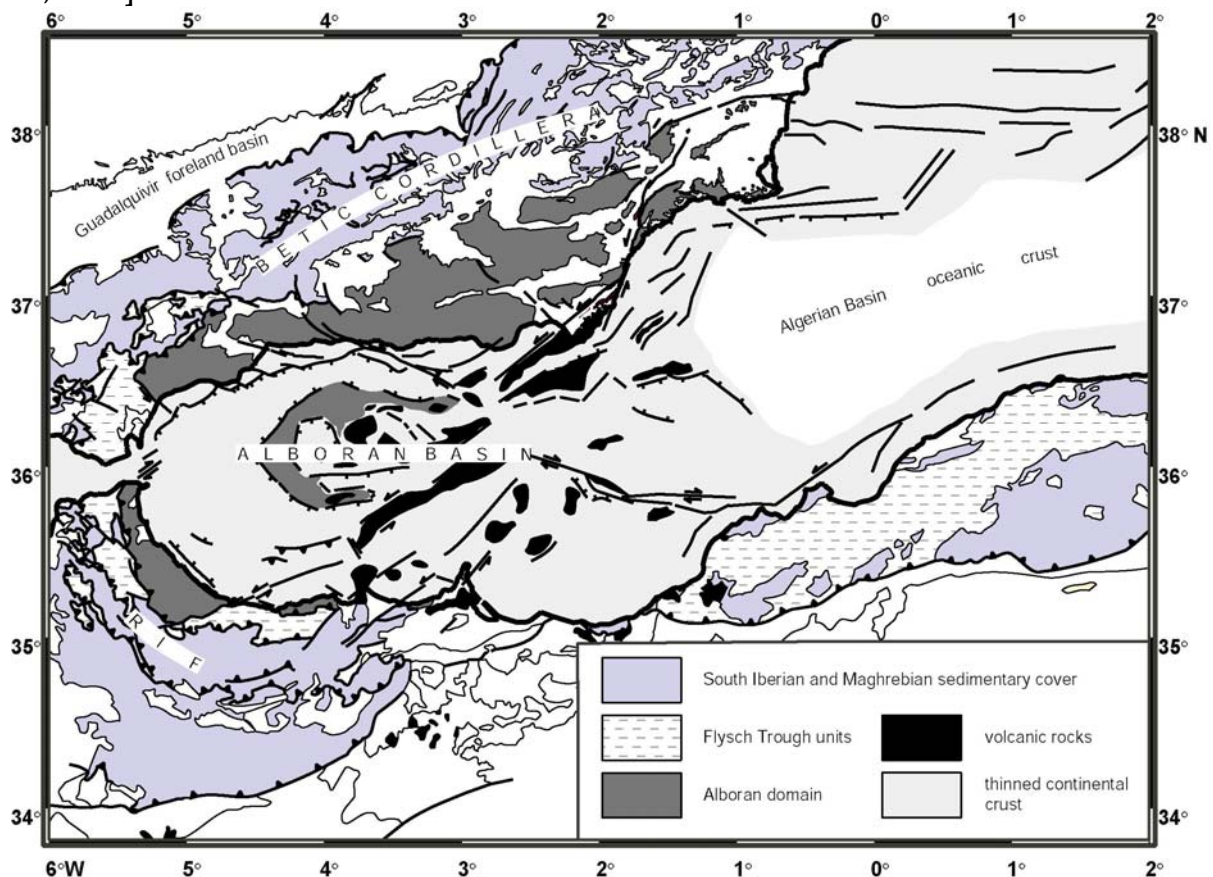 6° 5° 4° 3° 2° 1° 0° 1° 2°
38° 38° N
Guadalquivir foreland basin
BETIC CORDILLERA
37° 37°
Algerian Basin oceanic crust
ALBORAN BASIN
36° 36°
RIF
35° 35°
South Iberian and Maghrebian sedimentary cover
Flysch Trough units
volcanic rocks
Alboran domain
thinned continental
crust
34° 34°
6°W 5° 4° 3° 2° 1° 0° 1° 2°